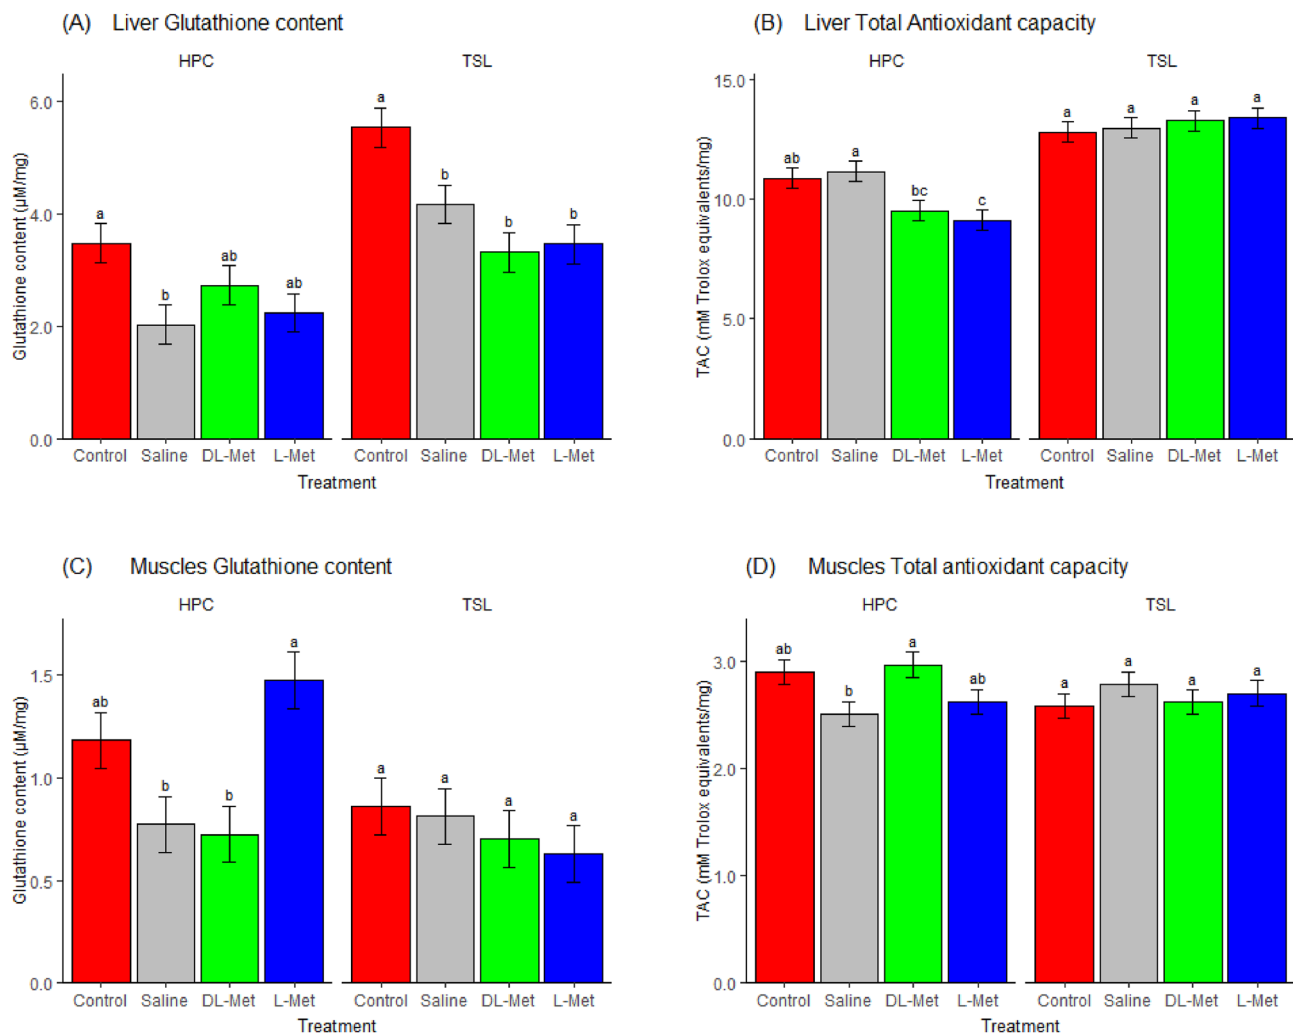 (A) Liver Glutathione content
HPC TSL
Glutathione content (µM/mg)
6.0
4.0
2.0
0.0
a
b
ab
ab
a
b
b
b
Control Saline DL-Met L-Met Control Saline DL-Met L-Met
Treatment
(B) Liver Total Antioxidant capacity
HPC TSL
TAC (mM Trolox equivalents/mg)
15.0
10.0
5.0
0.0
ab
a
bc
c
a
a
a
a
Control Saline DL-Met L-Met Control Saline DL-Met L-Met
Treatment
(C) Muscles Glutathione content
HPC TSL
Glutathione content (µM/mg)
1.5
1.0
0.5
0.0
ab
b
b
a
a
a
a
a
Control Saline DL-Met L-Met Control Saline DL-Met L-Met
Treatment
(D) Muscles Total antioxidant capacity
HPC TSL
TAC (mM Trolox equivalents/mg)
3.0
2.0
1.0
0.0
ab
b
a
ab
a
a
a
a
Control Saline DL-Met L-Met Control Saline DL-Met L-Met
Treatment